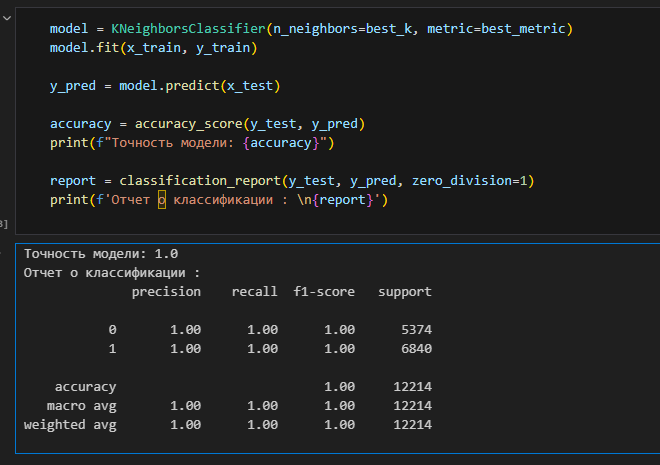 model = KNeighborsClassifier(n_neighbors=best_k, metric=best_metric)
model.fit(x_train, y_train)
y_pred = model.predict(x_test)
accuracy = accuracy_score(y_test, y_pred)
print(f"Точность модели: {accuracy}")
report = classification_report(y_test, y_pred, zero_division=1)
print(f'Отчет о классификации : \n{report}')
3]
Точность модели: 1.0
Отчет о классификации :
precision recall f1-score support
0 1.00 1.00 1.00 5374
1 1.00 1.00 1.00 6840
accuracy 1.00 12214
macro avg 1.00 1.00 1.00 12214
weighted avg 1.00 1.00 1.00 12214